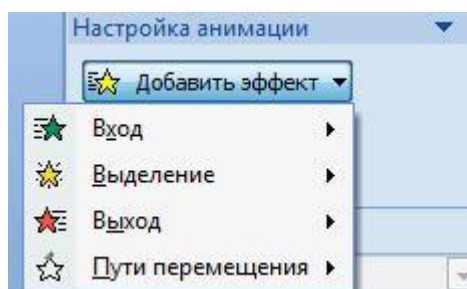 Настройка анимации
Добавить эффект
Вход
Выделение
Выход
Пути перемещения